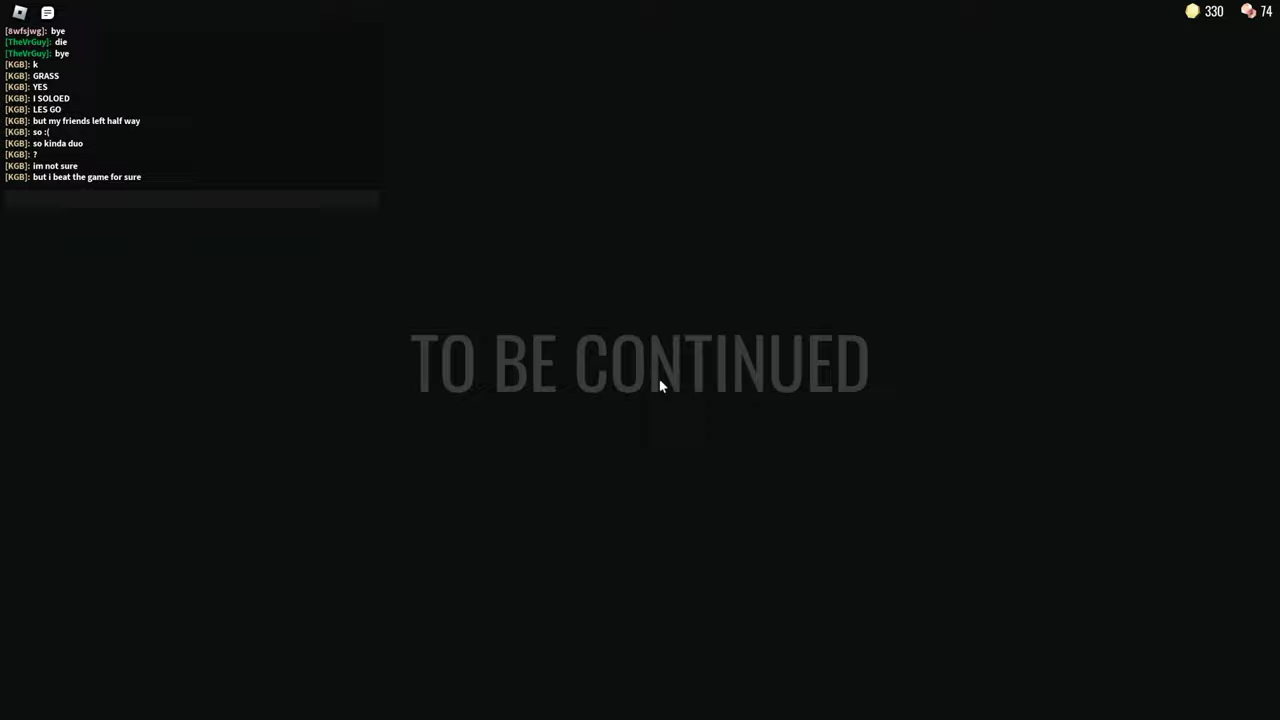 330
74
[8wfsjwg]: bye
[TheVrGuy]: die
[TheVrGuy]: bye
[KGB]: k
[KGB]: GRASS
[KGB]: YES
[KGB]: I SOLOED
[KGB]: LES GO
[KGB]: but my friends left half way
[KGB]: so :(
[KGB]: so kinda duo
[KGB]: ?
[KGB]: im not sure
[KGB]: but i beat the game for sure
TO BE CONTINUED